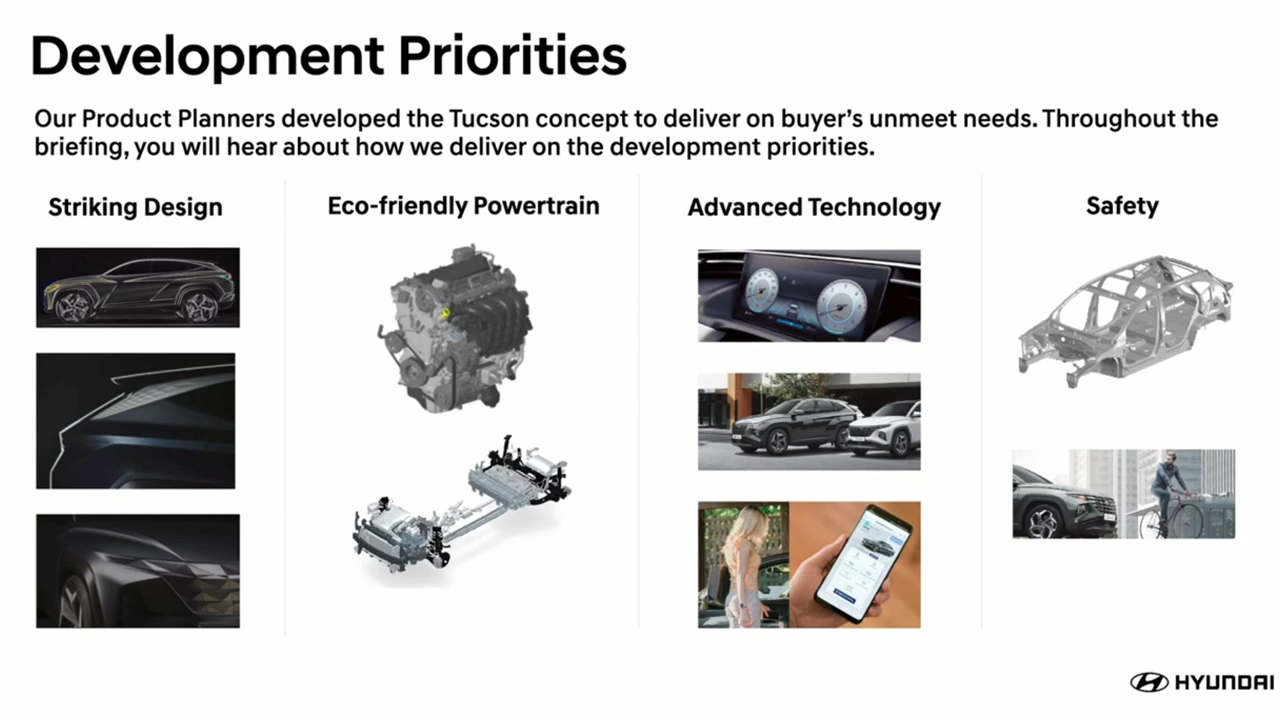 Development Priorities
Our Product Planners developed the Tucson concept to deliver on buyer's unmeet needs. Throughout the
briefing, you will hear about how we deliver on the development priorities.
Striking Design
Eco-friendly Powertrain
Advanced Technology
Safety
HYUNDAI